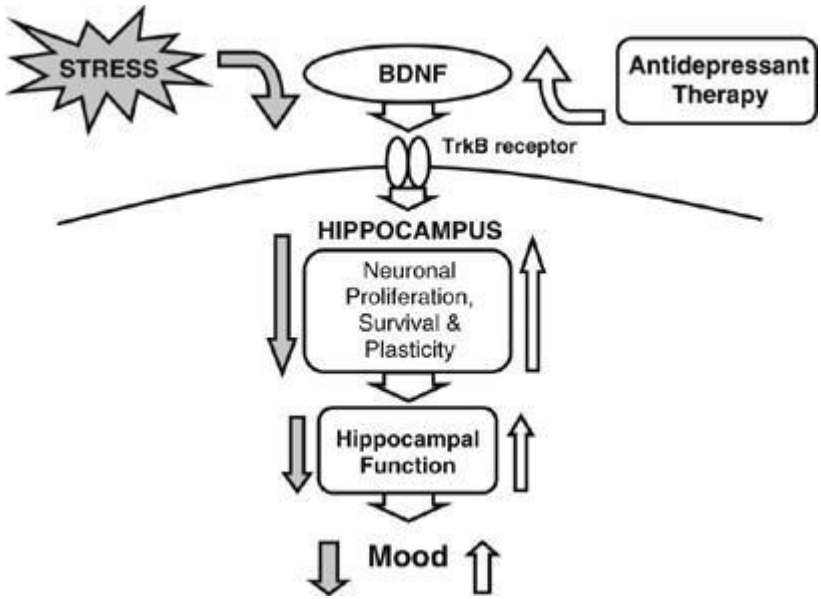 STRESS
BDNF
Antidepressant
Therapy
TrkB receptor
HIPPOCAMPUS
Neuronal
Proliferation,
Survival &
Plasticity
Hippocampal
Function
Mood